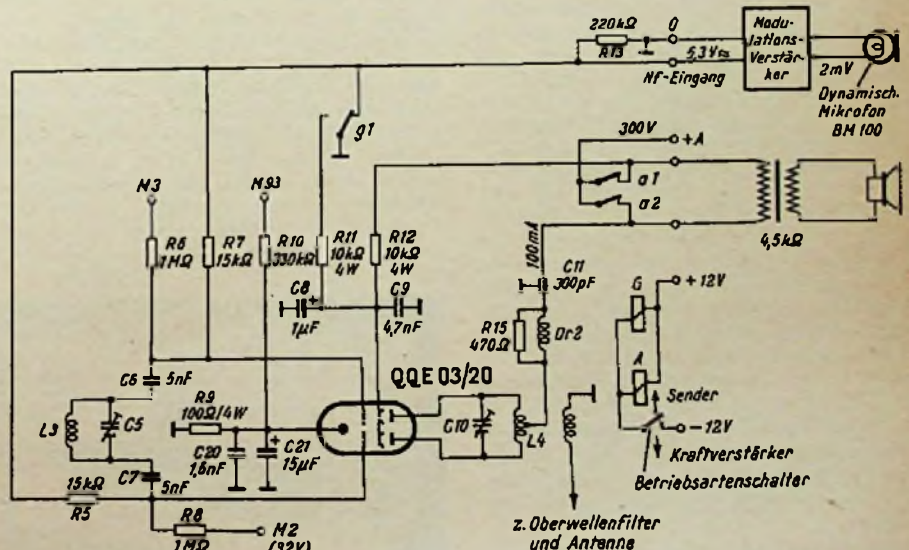 220kΩ
R13
0
5,3V≈
Nf-Eingang
Modu-
lations-
Verstär-
ker
2mV
Dynamisch.
Mikrofon
BM 100
g1
300V
+A
a1
a2
4,5kΩ
M3
M93
R6
1MΩ
R7
15kΩ
R10
330kΩ
R11
10kΩ
4W
R12
10kΩ
4W
C8
+
1µF
C9
4,7nF
100mA
C11
300pF
R15
470Ω
Dr2
G
A
+12V
Sender
-12V
Kraftverstärker
Betriebsartenschalter
QQE 03/20
C6
5nF
L3
C5
R9
100Ω/4W
C20
1,6nF
+
C21
15µF
C10
L4
C7
5nF
15kΩ
R5
R8
1MΩ
M2
(32V)
z. Oberwellenfilter
und Antenne